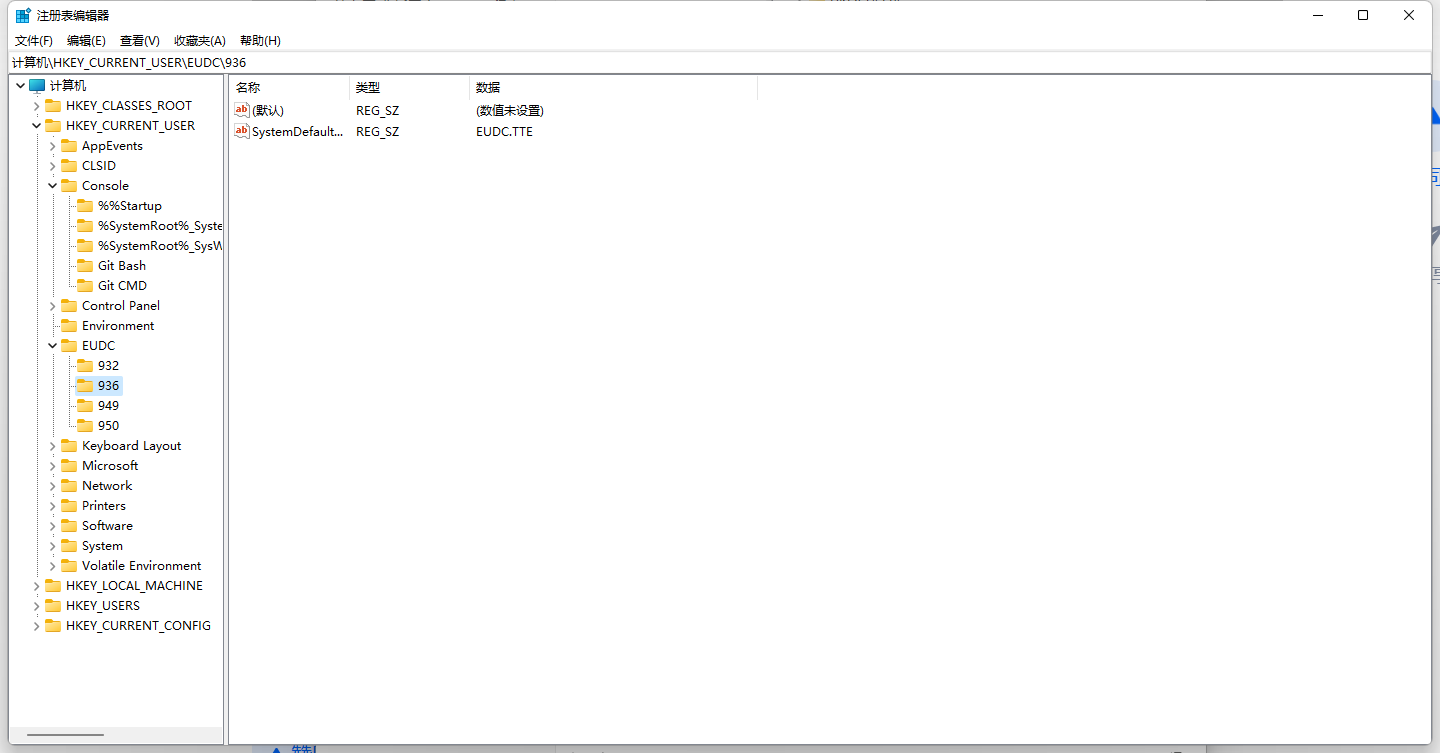 注册表编辑器
文件(F) 编辑(E) 查看(V) 收藏夹(A) 帮助(H)
计算机\HKEY_CURRENT_USER\EUDC\936
计算机
HKEY_CLASSES_ROOT
HKEY_CURRENT_USER
AppEvents
CLSID
Console
%%Startup
%SystemRoot%_Syste
%SystemRoot%_SysW
Git Bash
Git CMD
Control Panel
Environment
EUDC
932
936
949
950
Keyboard Layout
Microsoft
Network
Printers
Software
System
Volatile Environment
HKEY_LOCAL_MACHINE
HKEY_USERS
HKEY_CURRENT_CONFIG
名称 类型 数据
(默认) REG_SZ (数值未设置)
SystemDefault... REG_SZ EUDC.TTE